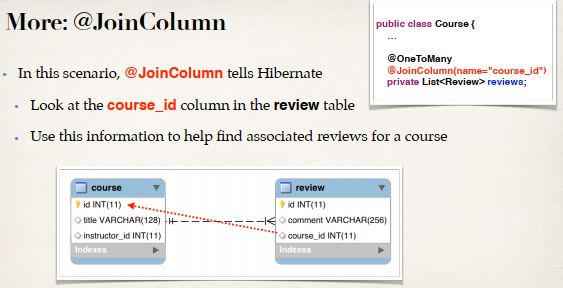 More: @JoinColumn
public class Course {
...
@OneToMany
@JoinColumn(name="course_id")
private List<Review> reviews;
• In this scenario, @JoinColumn tells Hibernate
• Look at the course_id column in the review table
• Use this information to help find associated reviews for a course
course
id INT(11)
title VARCHAR(128)
instructor_id INT(11)
Indexes
review
id INT(11)
comment VARCHAR(256)
course_id INT(11)
Indexes